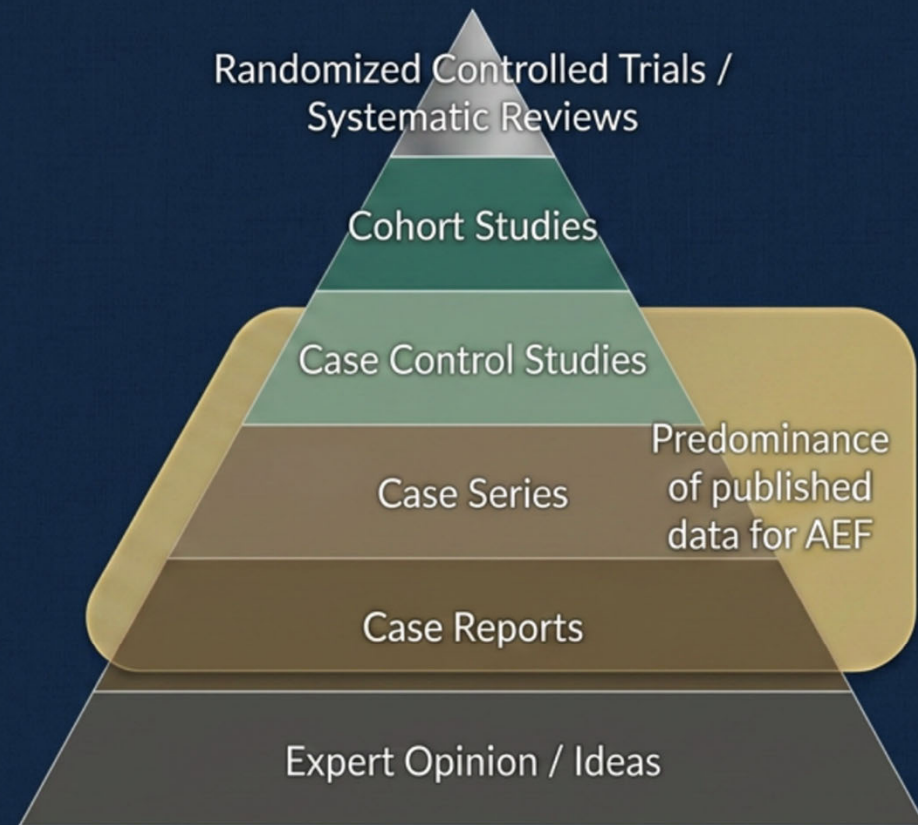 Randomized Controlled Trials /
Systematic Reviews
Cohort Studies
Case Control Studies
Predominance
of published
data for AEF
Case Series
Case Reports
Expert Opinion / Ideas